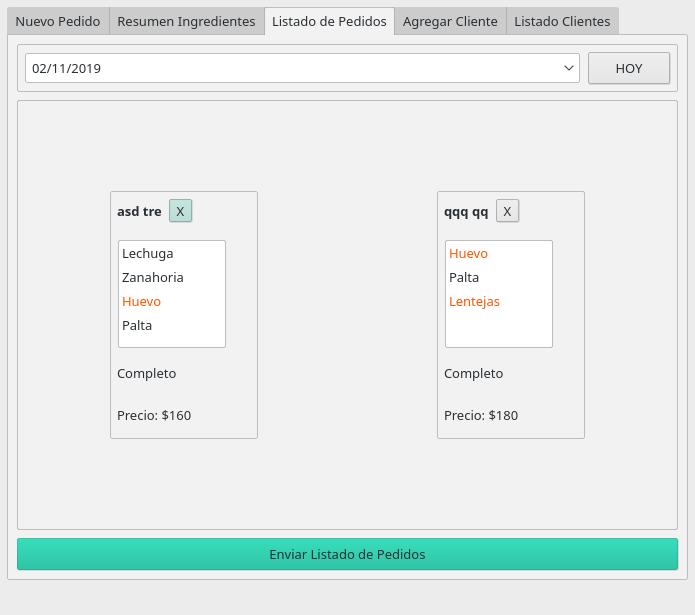 Nuevo Pedido Resumen Ingredientes Listado de Pedidos Agregar Cliente Listado Clientes
02/11/2019 HOY
asd tre X
Lechuga
Zanahoria
Huevo
Palta
Completo
Precio: $160
qqq qq X
Huevo
Palta
Lentejas
Completo
Precio: $180
Enviar Listado de Pedidos